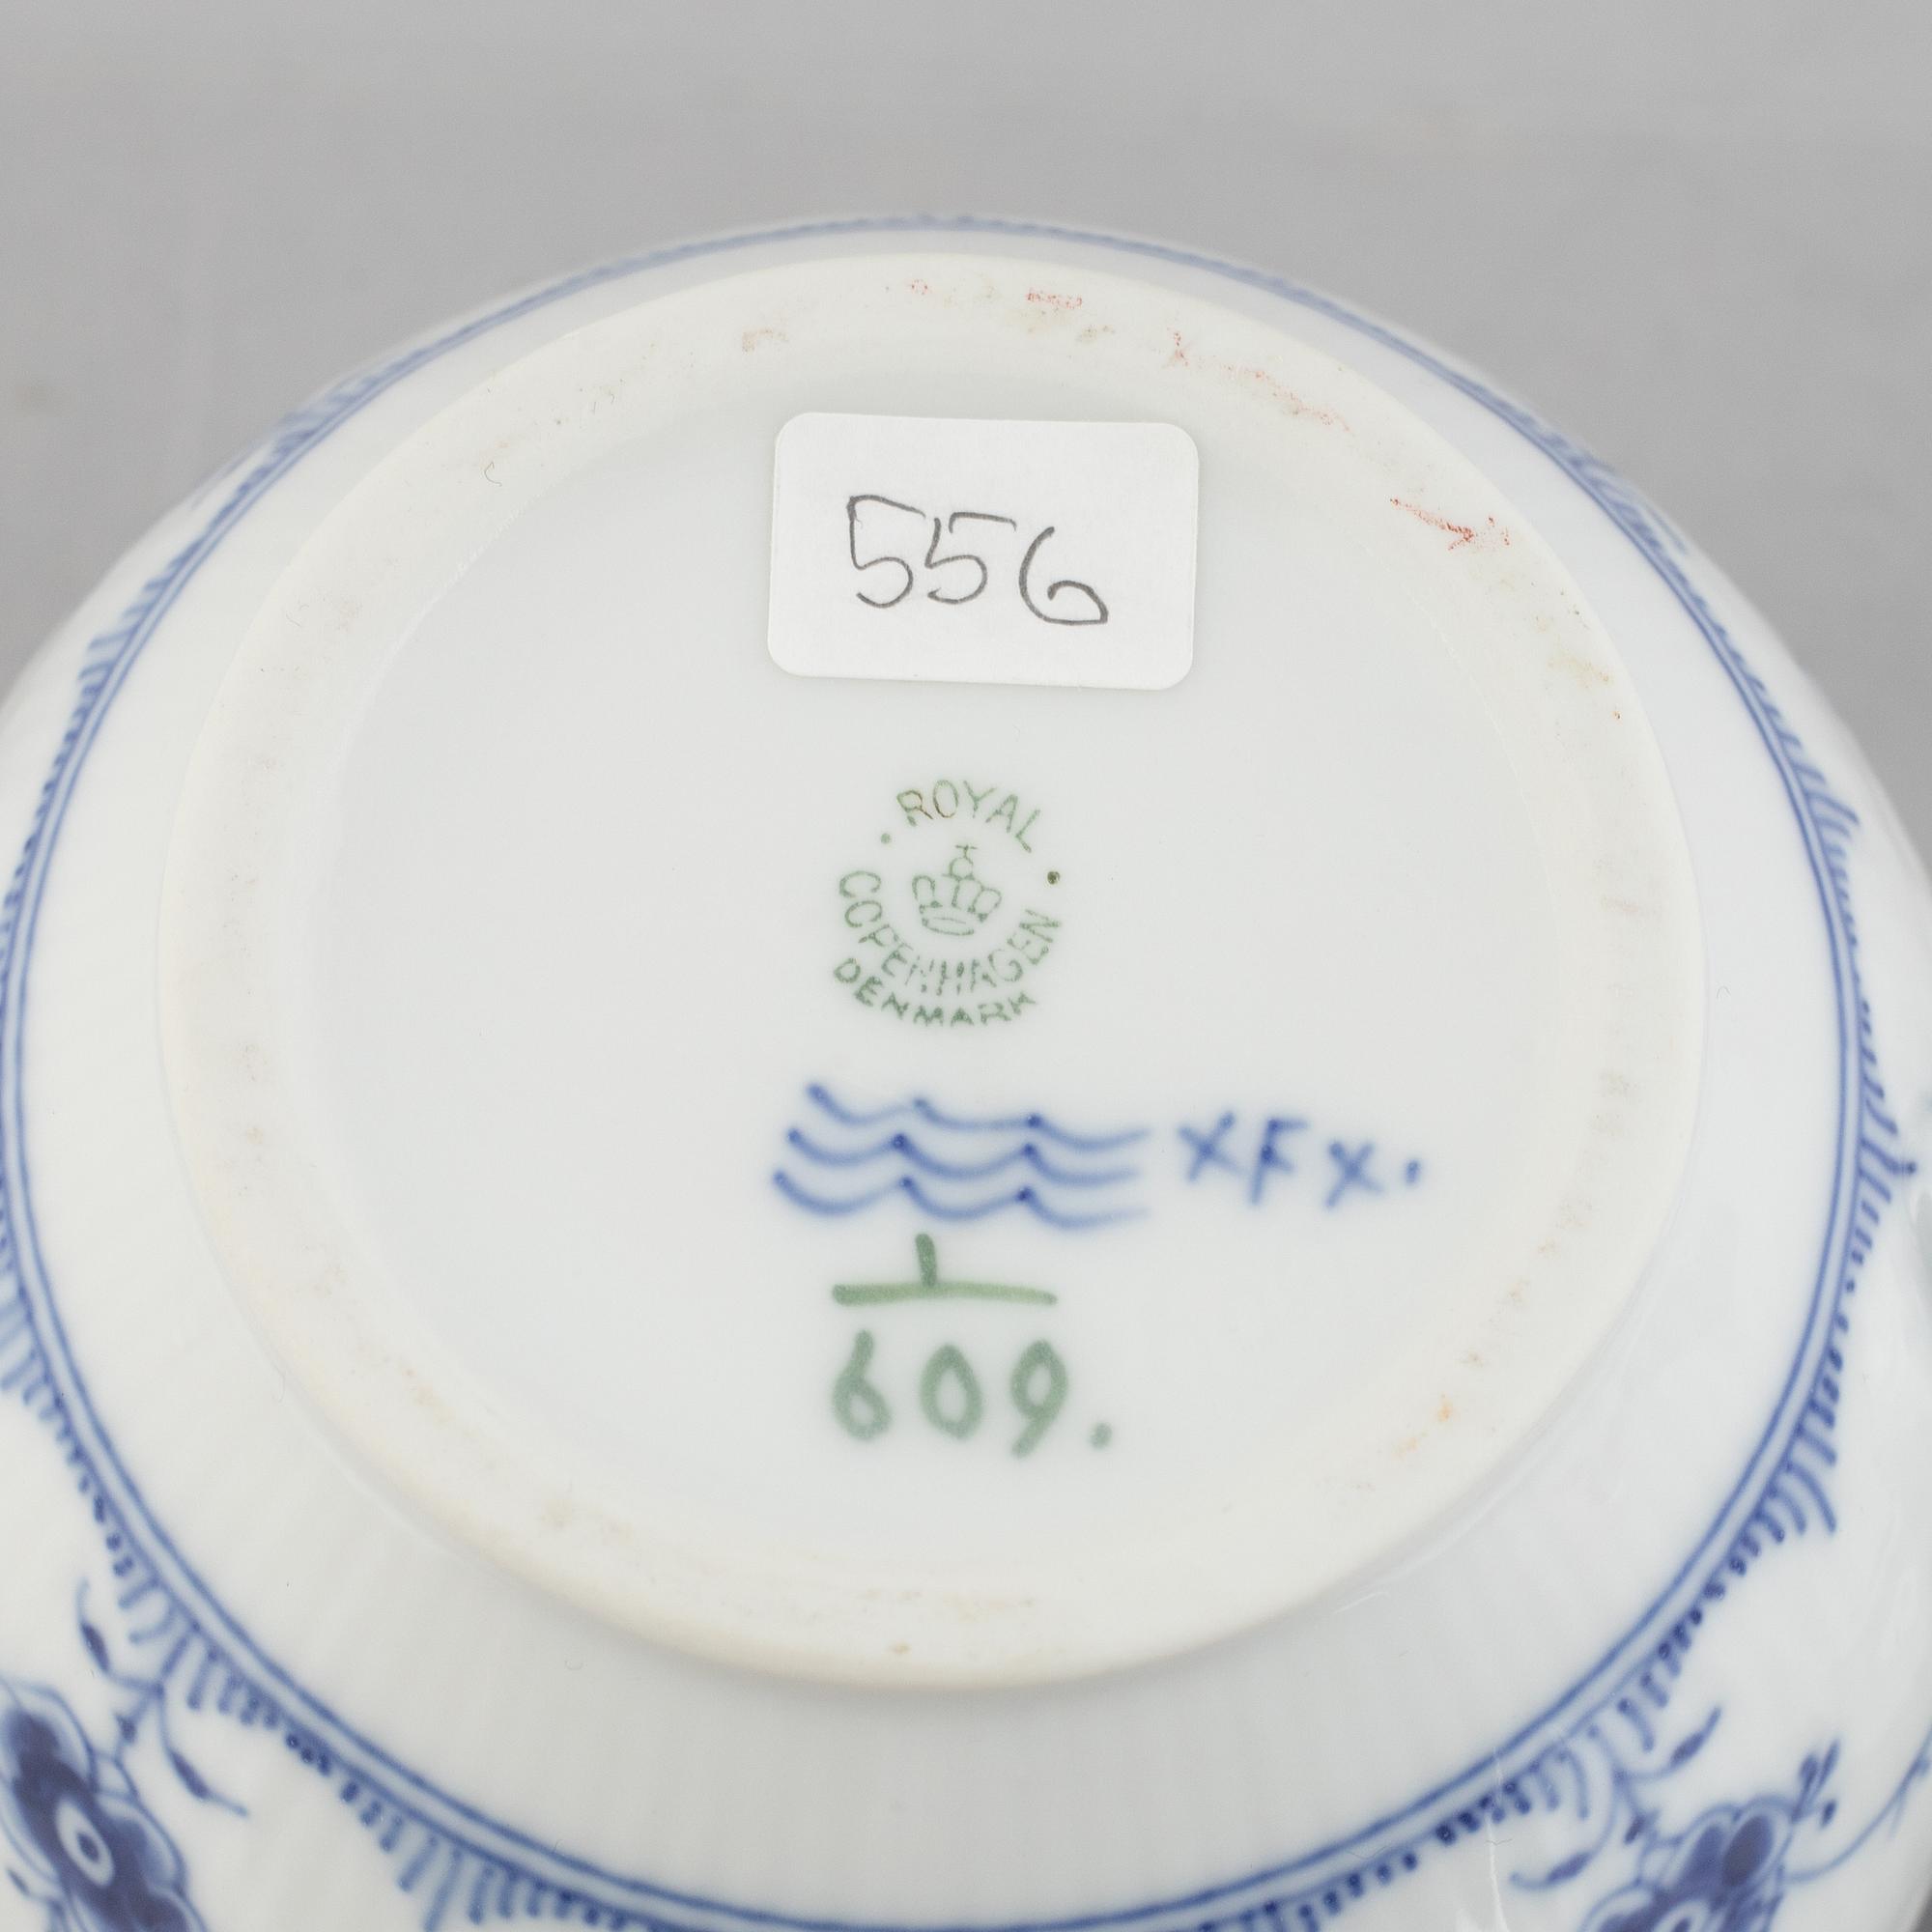 556
· ROYAL ·
COPENHAGEN
DENMARK
XFX.
1
609.